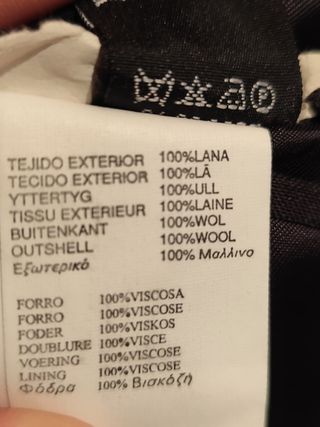 TEJIDO EXTERIOR 100%LANA
TECIDO EXTERIOR 100%LÃ
YTTERTYG 100%ULL
TISSU EXTERIEUR 100%LAINE
BUITENKANT 100%WOL
OUTSHELL 100%WOOL
Εξωτερικό 100% Μαλλινο
FORRO 100%VISCOSA
FORRO 100%VISCOSE
FODER 100%VISKOS
DOUBLURE 100%VISCE
VOERING 100%VISCOSE
LINING 100%VISCOSE
Φόδρα 100% Βισκόζη